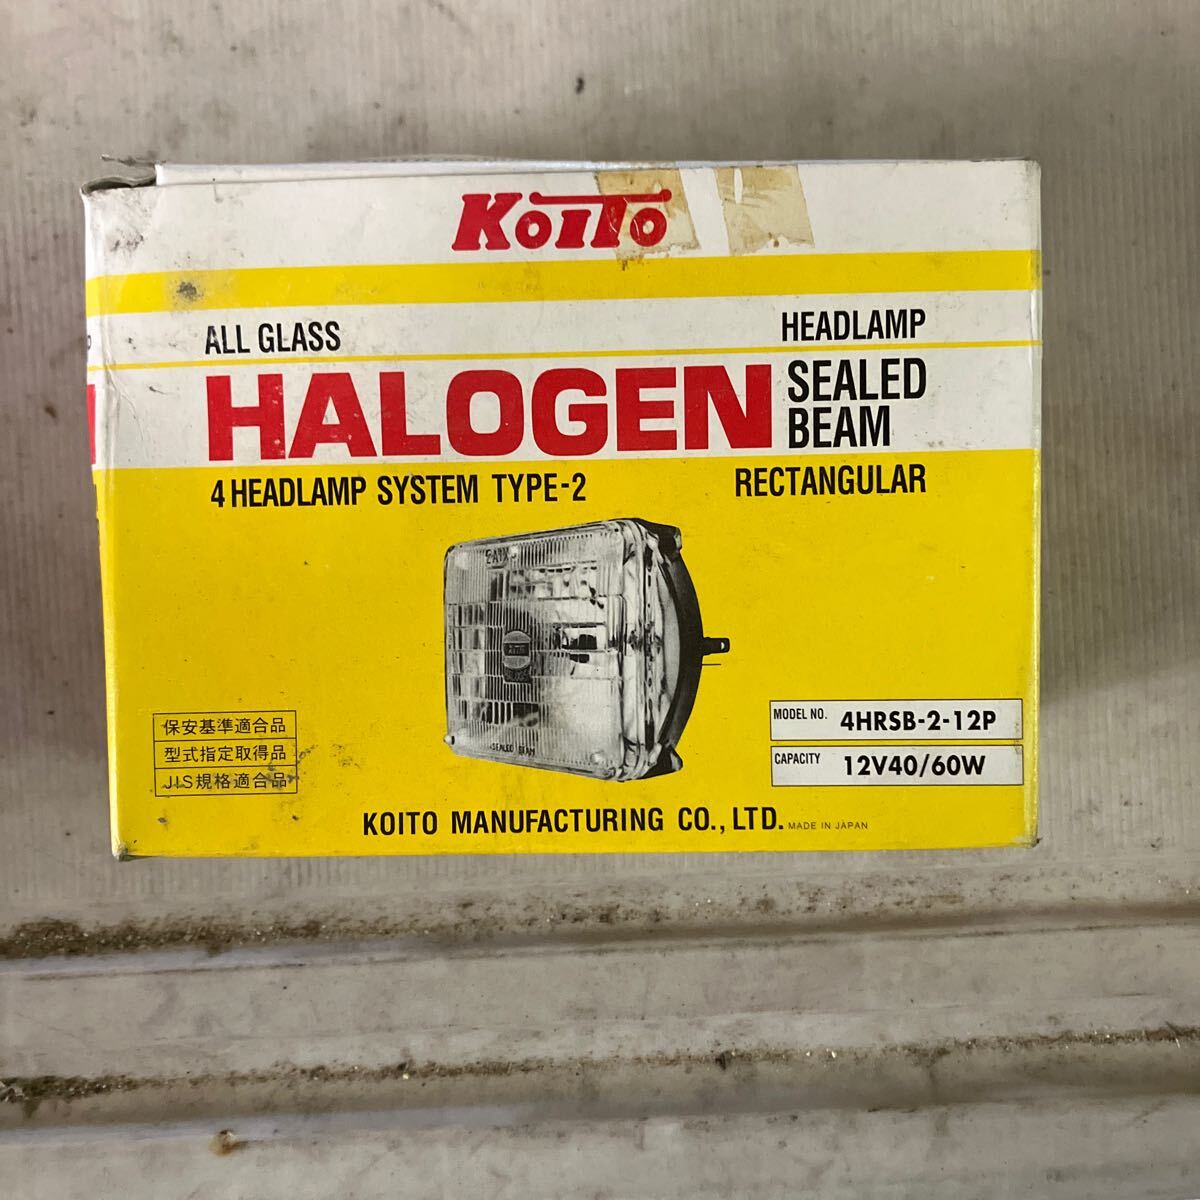 Koito
ALL GLASS
HEADLAMP
HALOGEN
SEALED
BEAM
4 HEADLAMP SYSTEM TYPE-2
RECTANGULAR
SEALED BEAM
保安基準適合品
型式指定取得品
JIS規格適合品
MODEL NO. 4HRSB-2-12P
CAPACITY 12V40/60W
KOITO MANUFACTURING CO., LTD. MADE IN JAPAN